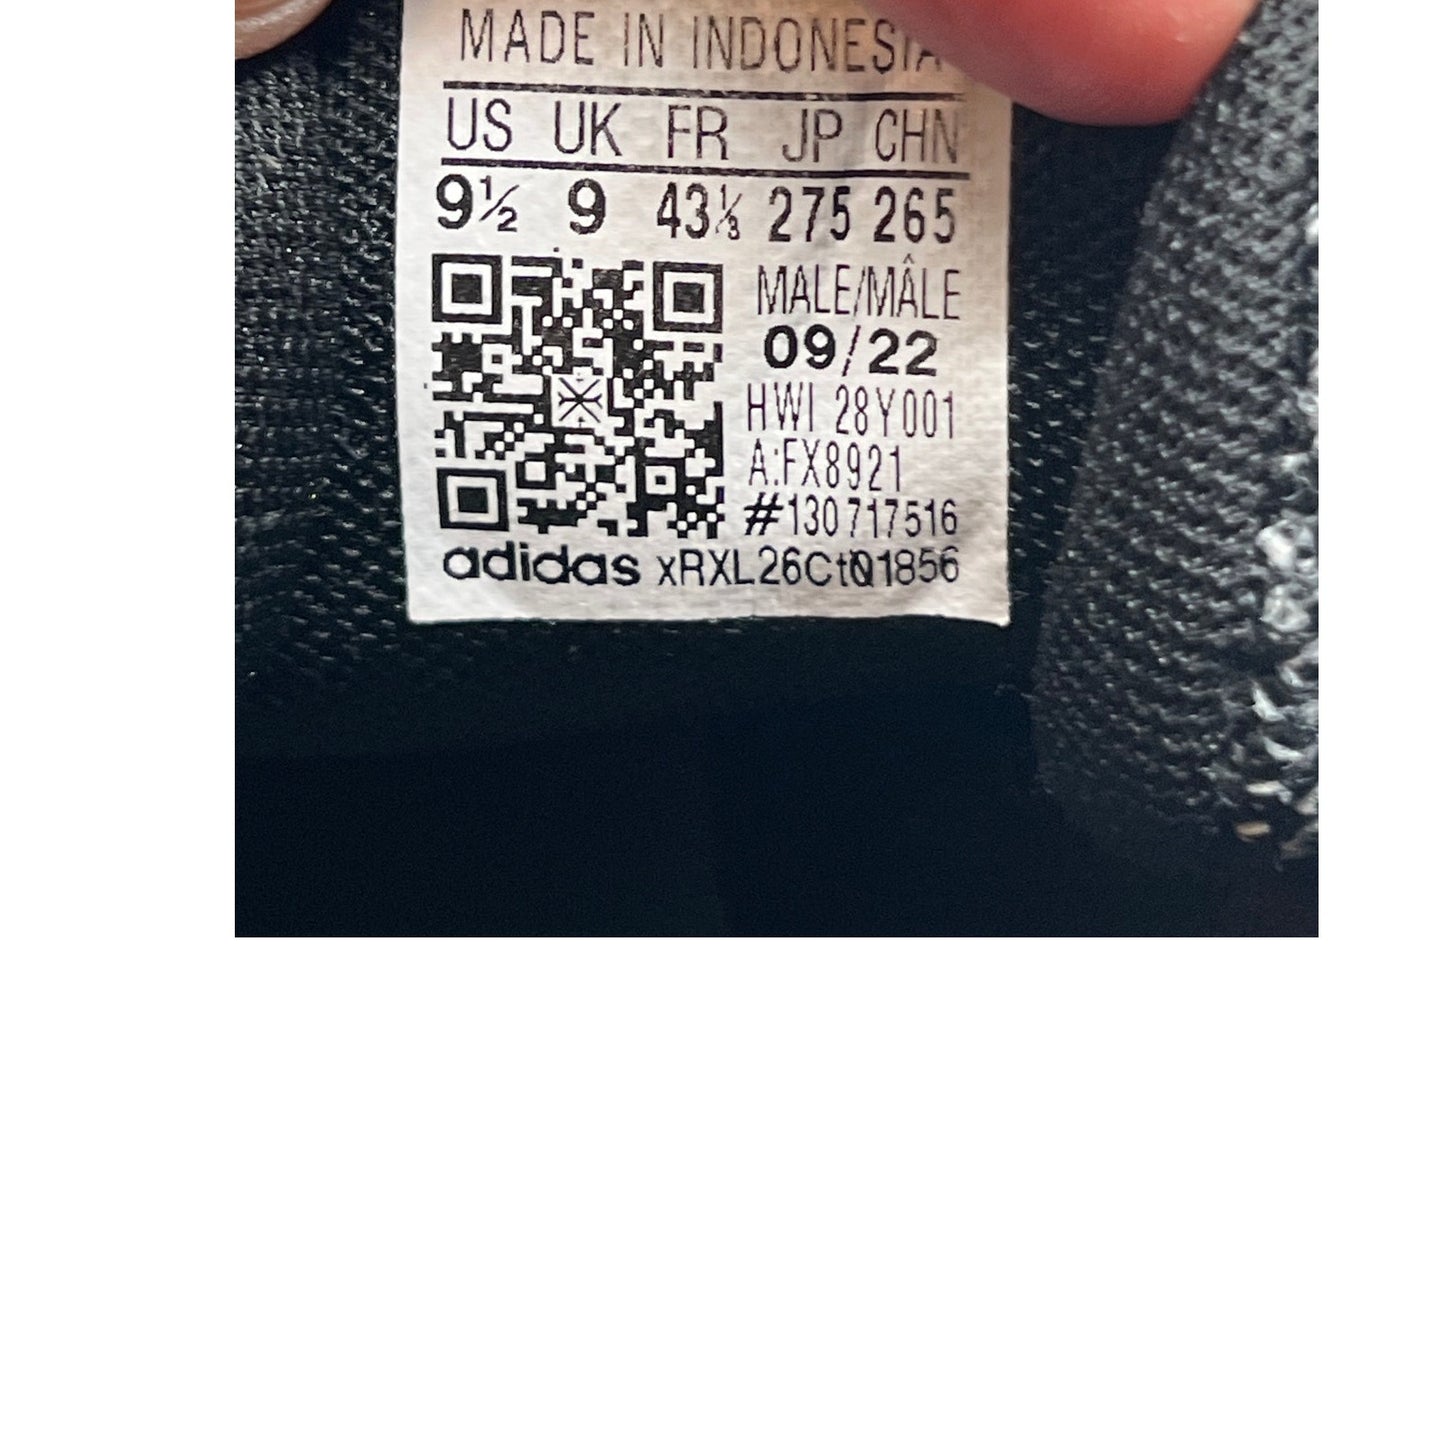 MADE IN INDONESIA
US UK FR JP CHN
9½ 9 43⅓ 275 265
MALE/MÂLE
09/22
HWI 28Y001
A:FX8921
#130717516
adidas xRXL26Ct01856